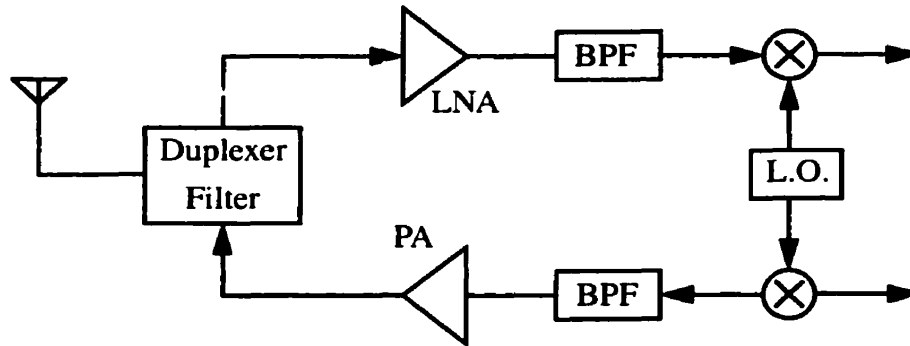 BPF
LNA
Duplexer
Filter
L.O.
PA
BPF